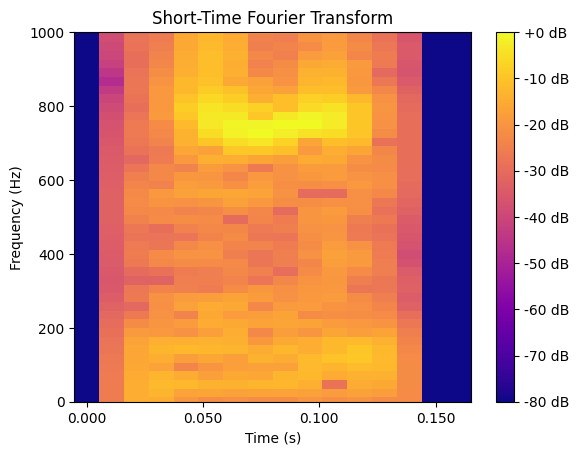 Short-Time Fourier Transform
1000
800
600
400
200
0
Frequency (Hz)
0.000
0.050
0.100
0.150
Time (s)
+0 dB
-10 dB
-20 dB
-30 dB
-40 dB
-50 dB
-60 dB
-70 dB
-80 dB